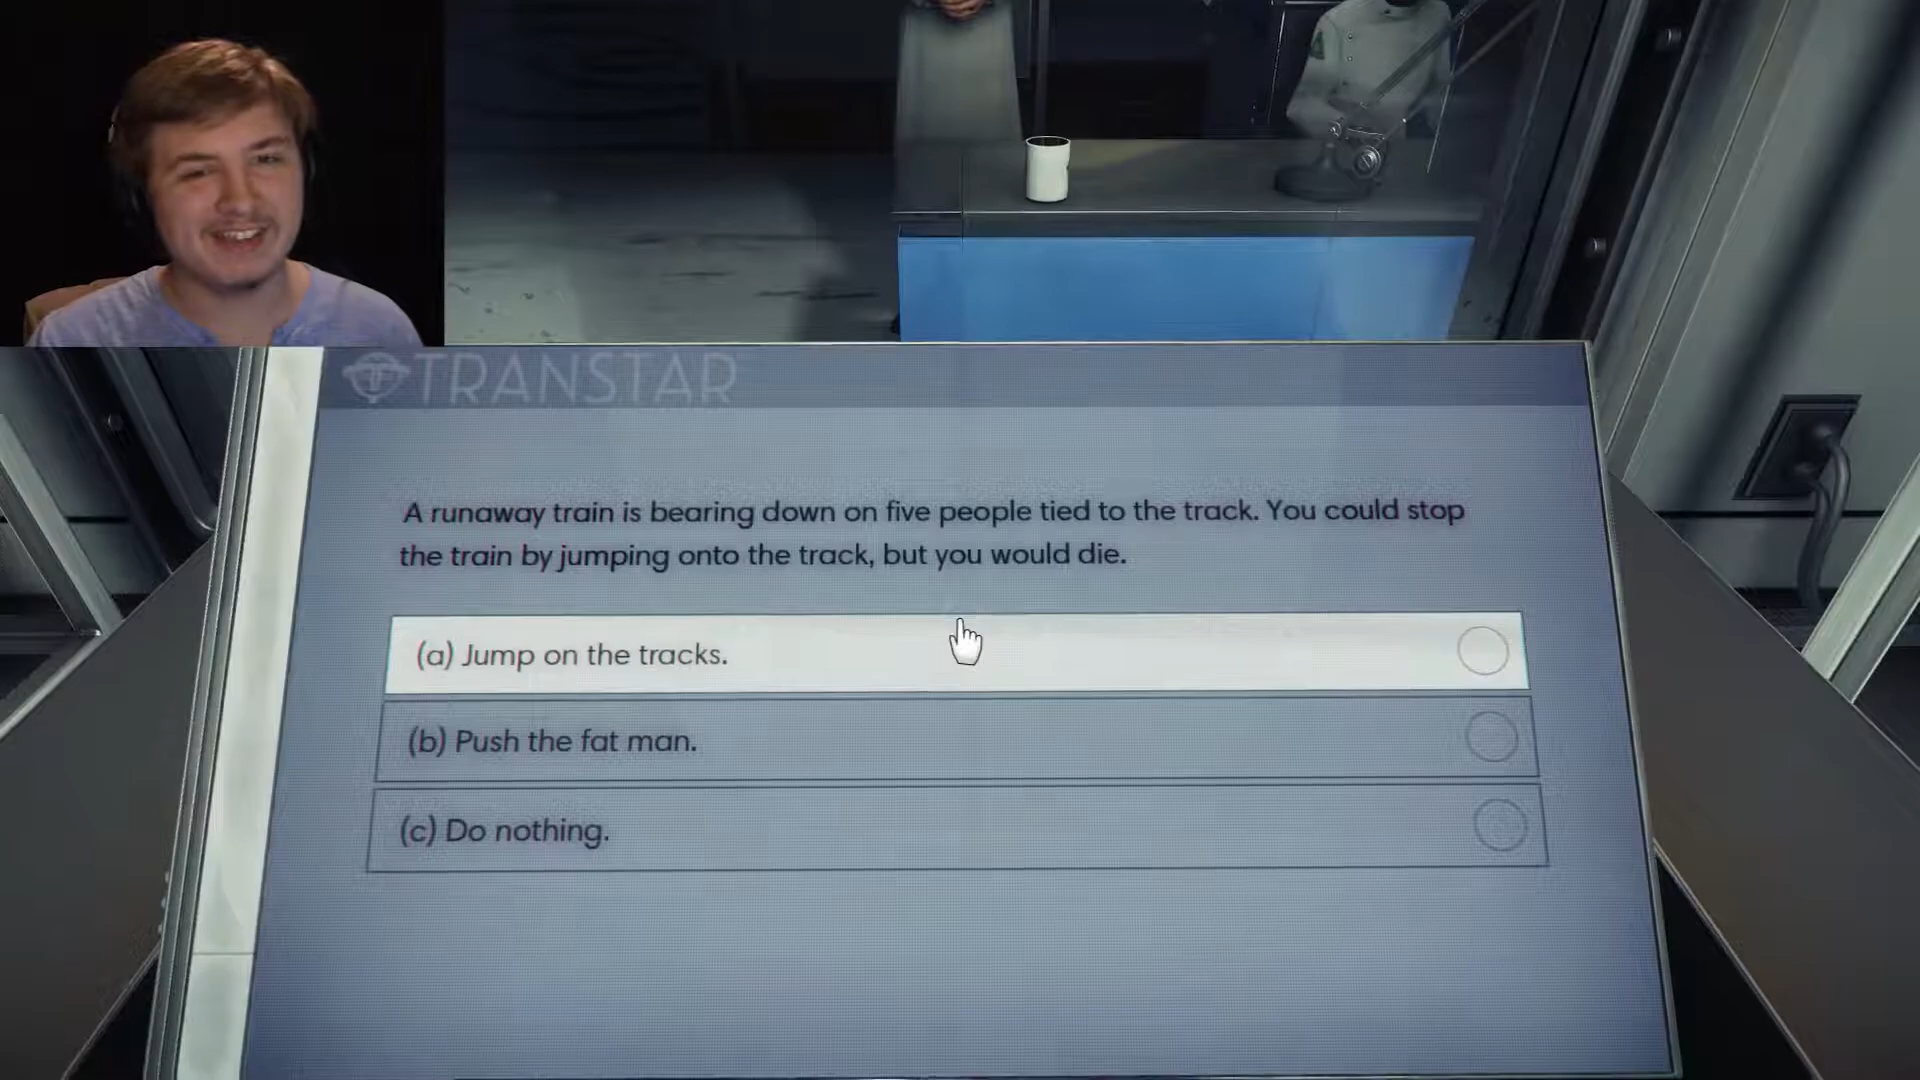 TRANSTAR
A runaway train is bearing down on five people tied to the track. You could stop
the train by jumping onto the track, but you would die.
(a) Jump on the tracks.
(b) Push the fat man.
(c) Do nothing.